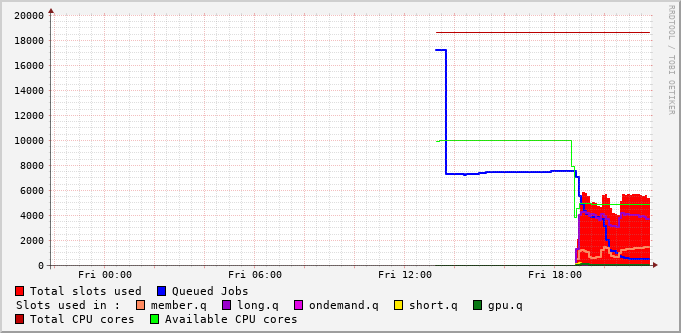 20000
18000
16000
14000
12000
10000
8000
6000
4000
2000
0
Fri 00:00 Fri 06:00 Fri 12:00 Fri 18:00
RRDTOOL / TOBI OETIKER
Total slots used Queued Jobs
Slots used in : member.q long.q ondemand.q short.q gpu.q
Total CPU cores Available CPU cores